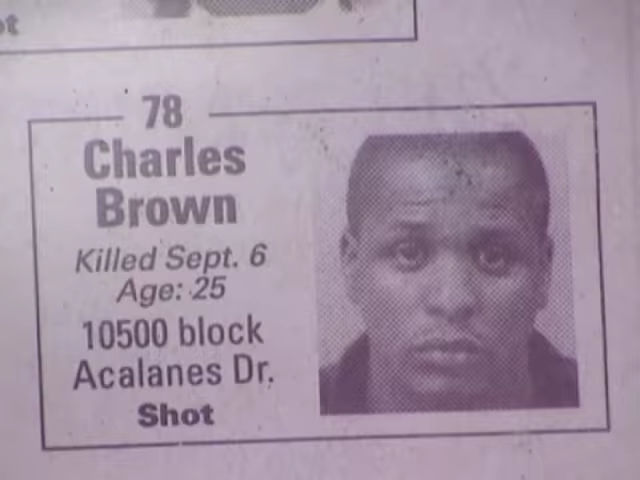 78
Charles
Brown
Killed Sept. 6
Age: 25
10500 block
Acalanes Dr.
Shot